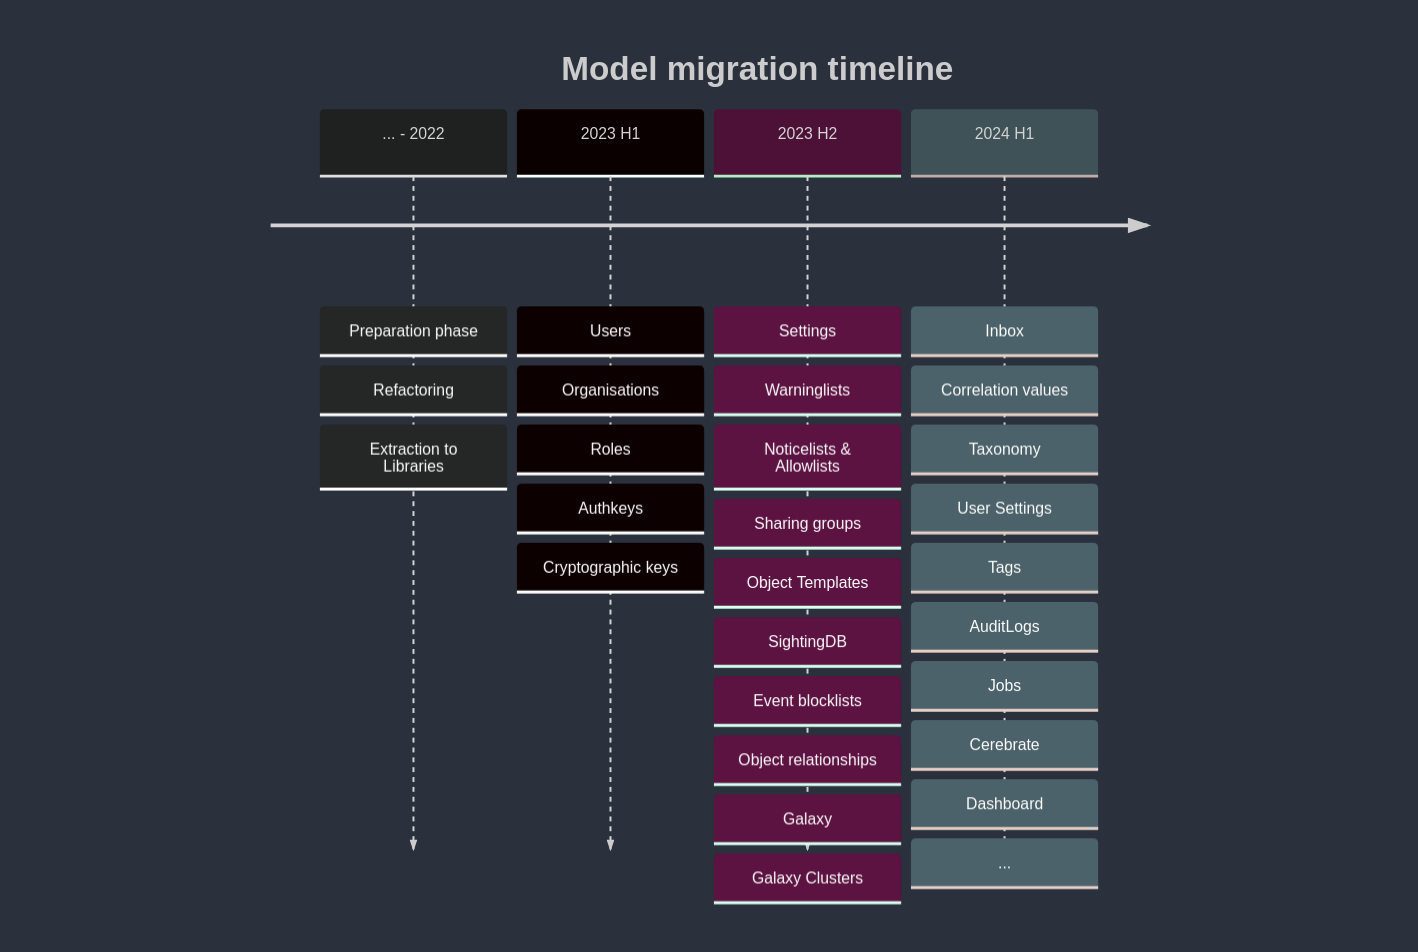 Model migration timeline
... - 2022
2023 H1
2023 H2
2024 H1
Preparation phase
Refactoring
Extraction to
Libraries
Users
Organisations
Roles
Authkeys
Cryptographic keys
Settings
Warninglists
Noticelists &
Allowlists
Sharing groups
Object Templates
SightingDB
Event blocklists
Object relationships
Galaxy
Galaxy Clusters
Inbox
Correlation values
Taxonomy
User Settings
Tags
AuditLogs
Jobs
Cerebrate
Dashboard
...